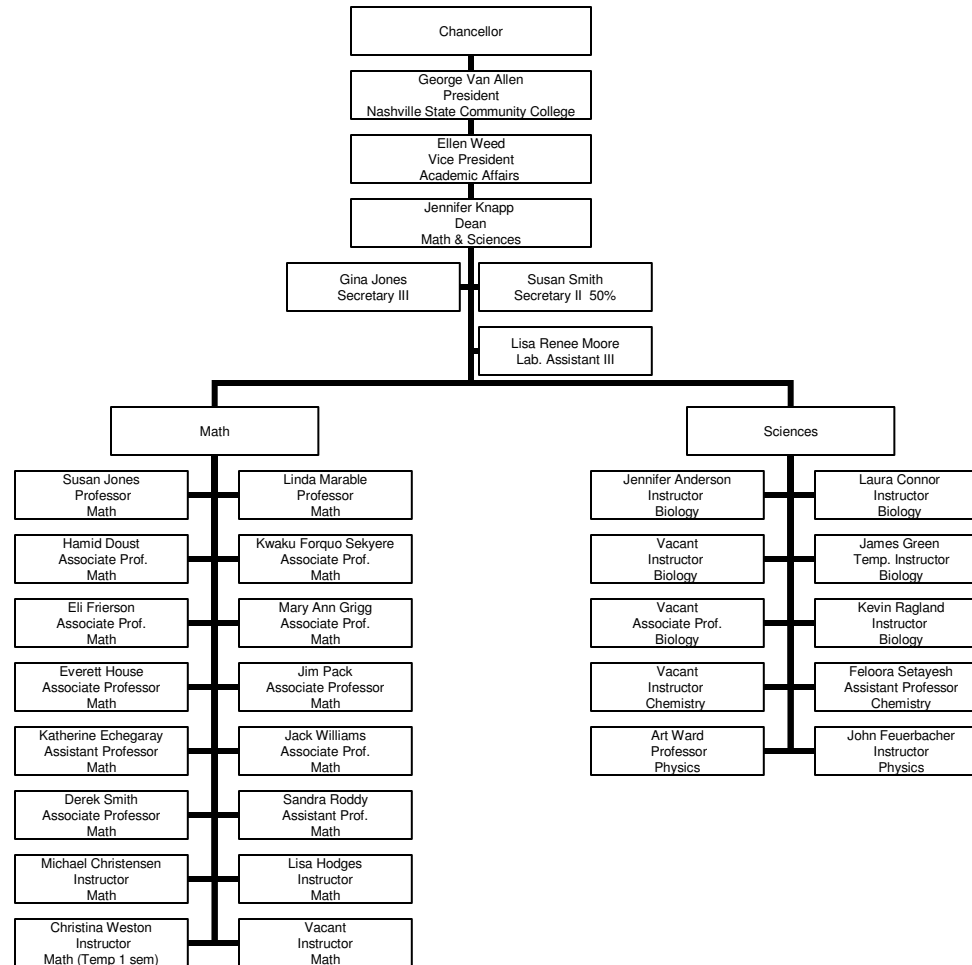 Chancellor
George Van Allen
President
Nashville State Community College
Ellen Weed
Vice President
Academic Affairs
Jennifer Knapp
Dean
Math & Sciences
Gina Jones
Secretary III
Susan Smith
Secretary II 50%
Lisa Renee Moore
Lab. Assistant III
Math
Susan Jones
Professor
Math
Linda Marable
Professor
Math
Hamid Doust
Associate Prof.
Math
Kwaku Forquo Sekyere
Associate Prof.
Math
Eli Frierson
Associate Prof.
Math
Mary Ann Grigg
Associate Prof.
Math
Everett House
Associate Professor
Math
Jim Pack
Associate Professor
Math
Katherine Echegaray
Assistant Professor
Math
Jack Williams
Associate Prof.
Math
Derek Smith
Associate Professor
Math
Sandra Roddy
Assistant Prof.
Math
Michael Christensen
Instructor
Math
Lisa Hodges
Instructor
Math
Christina Weston
Instructor
Math (Temp 1 sem)
Vacant
Instructor
Math
Sciences
Jennifer Anderson
Instructor
Biology
Laura Connor
Instructor
Biology
Vacant
Instructor
Biology
James Green
Temp. Instructor
Biology
Vacant
Associate Prof.
Biology
Kevin Ragland
Instructor
Biology
Vacant
Instructor
Chemistry
Feloora Setayesh
Assistant Professor
Chemistry
Art Ward
Professor
Physics
John Feuerbacher
Instructor
Physics